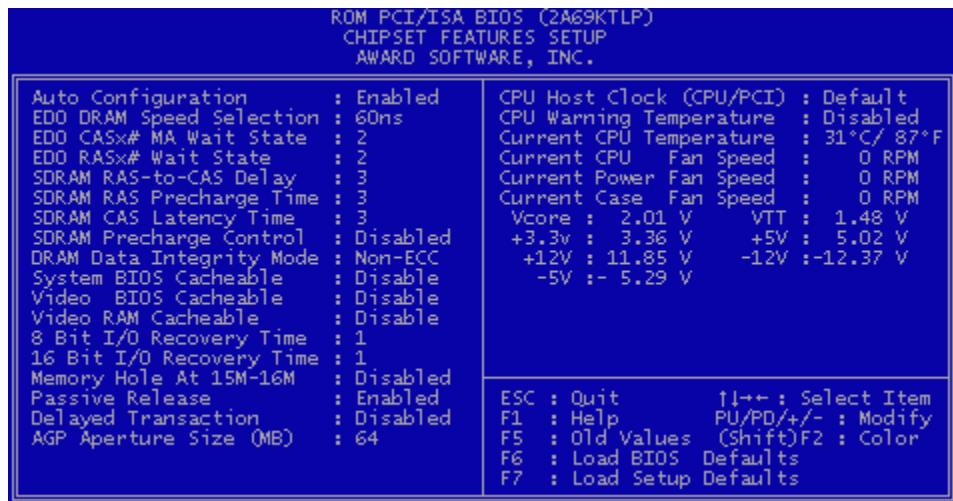 ROM PCI/ISA BIOS (2A69KTLP)
CHIPSET FEATURES SETUP
AWARD SOFTWARE, INC.
Auto Configuration : Enabled
EDO DRAM Speed Selection : 60ns
EDO CASx# MA Wait State : 2
EDO RASx# Wait State : 2
SDRAM RAS-to-CAS Delay : 3
SDRAM RAS Precharge Time : 3
SDRAM CAS Latency Time : 3
SDRAM Precharge Control : Disabled
DRAM Data Integrity Mode : Non-ECC
System BIOS Cacheable : Disable
Video BIOS Cacheable : Disable
Video RAM Cacheable : Disable
8 Bit I/O Recovery Time : 1
16 Bit I/O Recovery Time : 1
Memory Hole At 15M-16M : Disabled
Passive Release : Enabled
Delayed Transaction : Disabled
AGP Aperture Size (MB) : 64
CPU Host Clock (CPU/PCI) : Default
CPU Warning Temperature : Disabled
Current CPU Temperature : 31°C/ 87°F
Current CPU Fan Speed : 0 RPM
Current Power Fan Speed : 0 RPM
Current Case Fan Speed : 0 RPM
Vcore : 2.01 V VTT : 1.48 V
+3.3v : 3.36 V +5V : 5.02 V
+12V : 11.85 V -12V :-12.37 V
-5V :- 5.29 V
ESC : Quit ↑↓→← : Select Item
F1 : Help PU/PD/+/- : Modify
F5 : Old Values (Shift)F2 : Color
F6 : Load BIOS Defaults
F7 : Load Setup Defaults